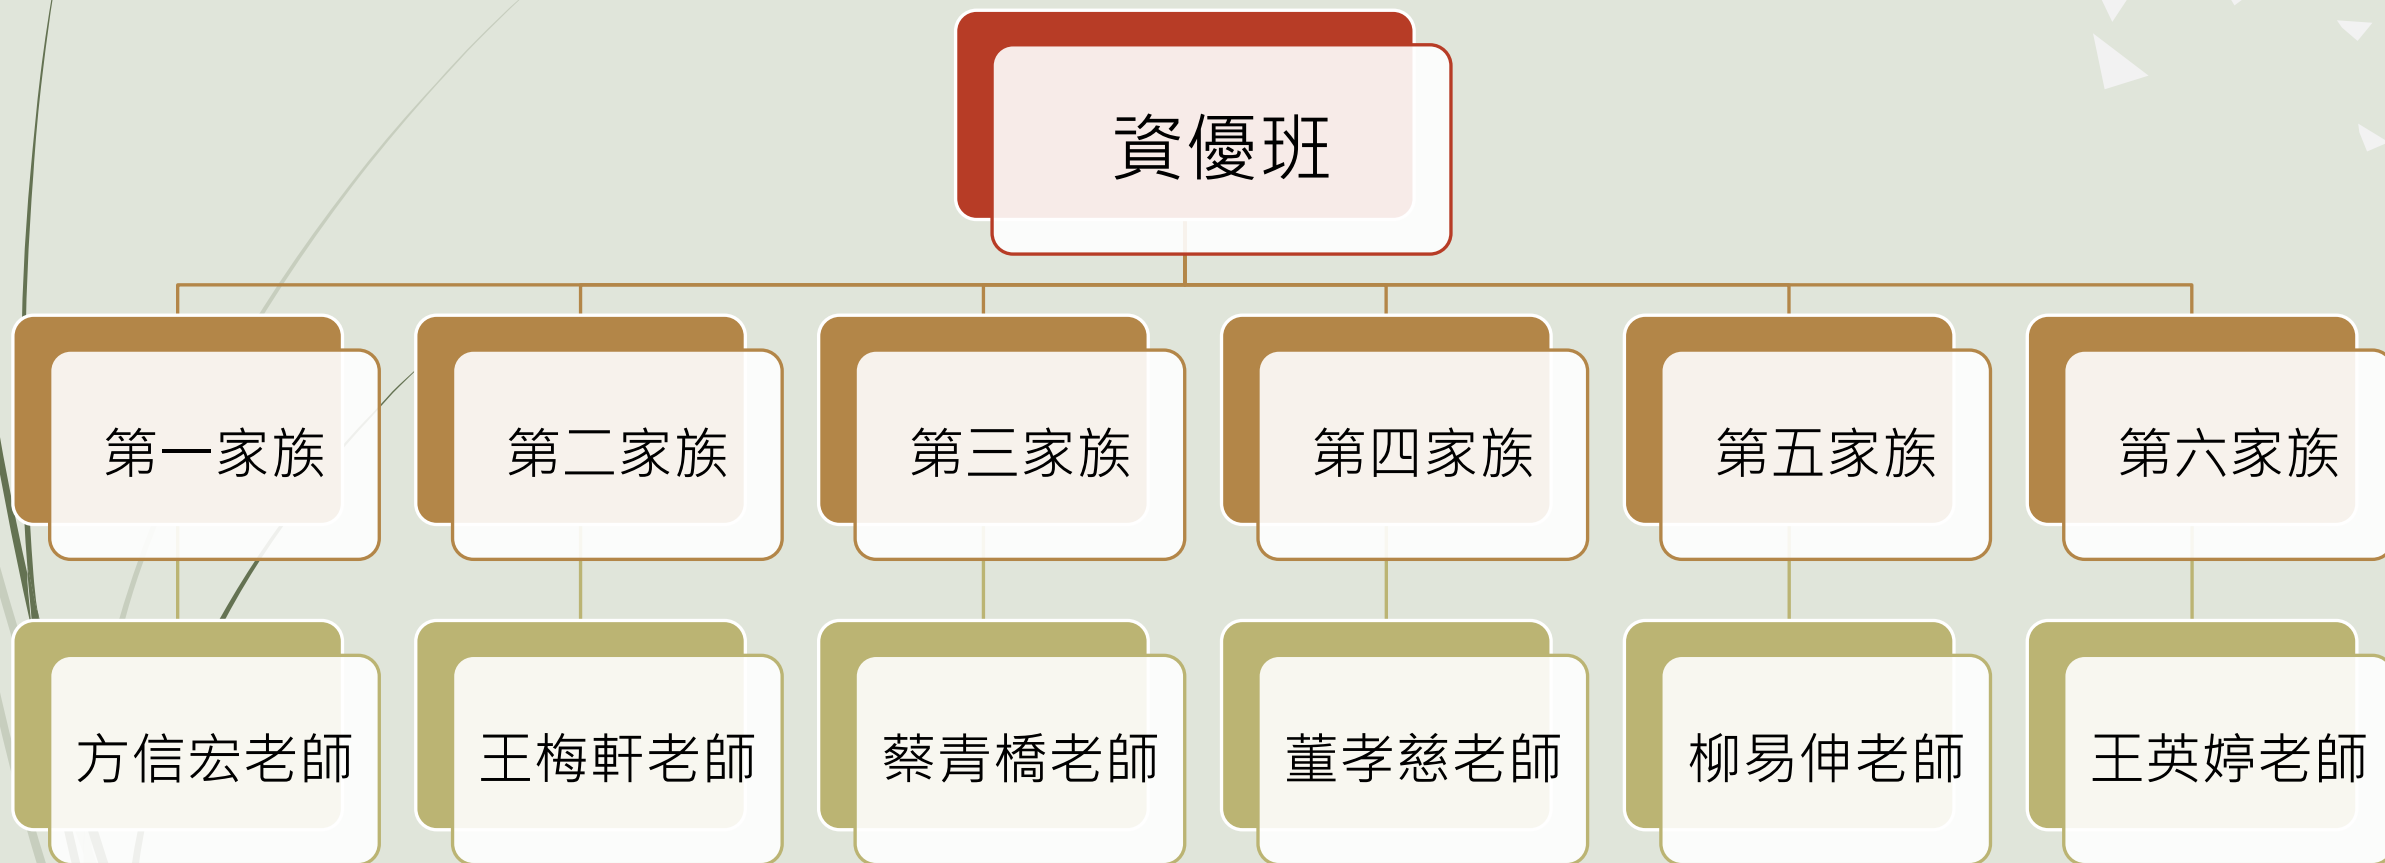 資優班
第一家族
第二家族
第三家族
第四家族
第五家族
第六家族
方信宏老師
王梅軒老師
蔡青橋老師
董孝慈老師
柳易伸老師
王英婷老師